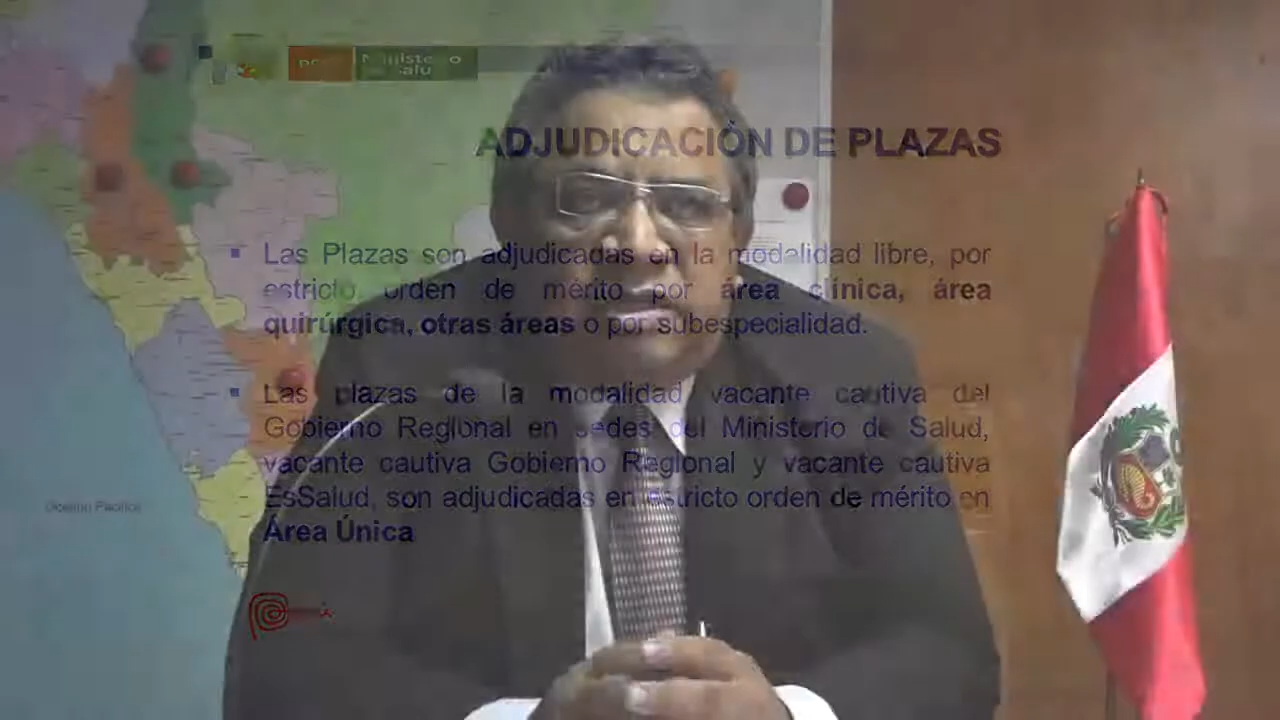 Ministerio
de Salud
ADJUDICACIÓN DE PLAZAS
Las Plazas son adjudicadas en la modalidad libre, por
estricto orden de mérito por área clínica, área
quirúrgica, otras áreas o por subespecialidad.
Las plazas de la modalidad vacante cautiva del
Gobierno Regional en sedes del Ministerio de Salud,
vacante cautiva Gobierno Regional y vacante cautiva
EsSalud, son adjudicadas en estricto orden de mérito en
Área Única
Océano Pacífico